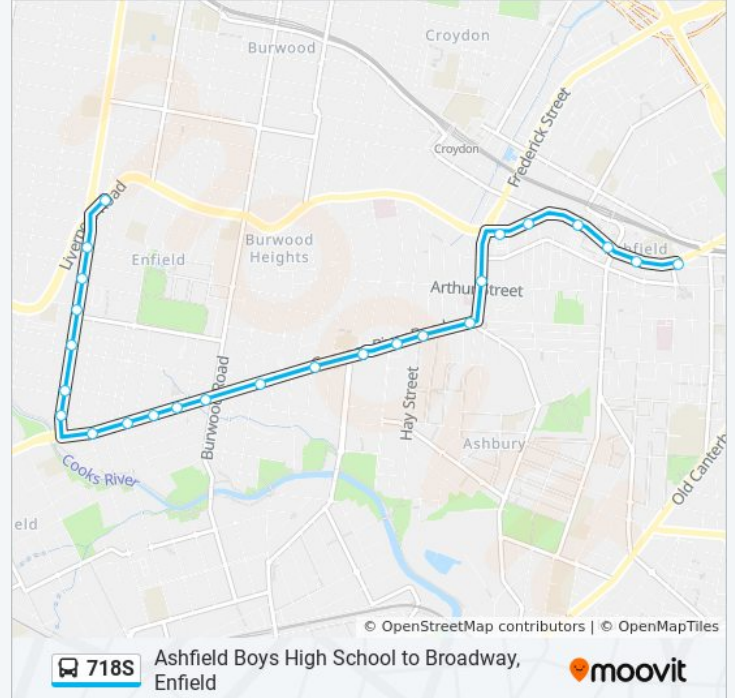 Burwood
Croydon
Frederick Street
Croydon
Liverpool Road
Enfield
Burwood
Heights
Arthur Street
Burwood Road
Hay Street
Ashbury
Old Canterb
Cooks River
eld
© OpenStreetMap contributors | © OpenMapTiles
718S
Ashfield Boys High School to Broadway,
Enfield
moovit